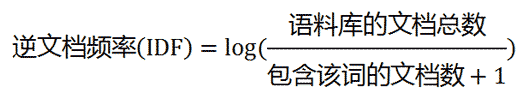 逆文档频率(IDF) = log(语料库的文档总数 / 包含该词的文档数 + 1)